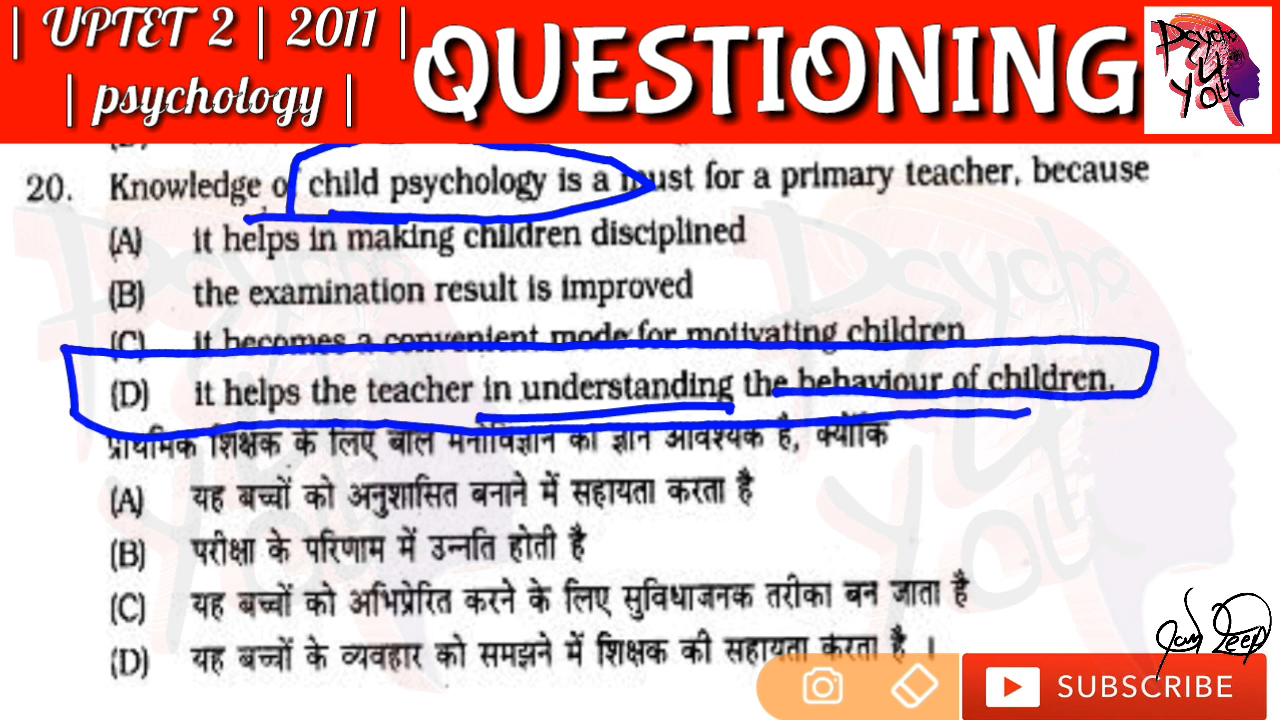 | UPTET 2 | 2011 |
| psychology |
QUESTIONING
Psycho
4
You
20. Knowledge of child psychology is a must for a primary teacher, because
(A) it helps in making children disciplined
(B) the examination result is improved
(C) it becomes a convenient mode for motivating children
(D) it helps the teacher in understanding the behaviour of children.
प्राथमिक शिक्षक के लिए बाल मनोविज्ञान का ज्ञान आवश्यक है, क्योंकि
(A) यह बच्चों को अनुशासित बनाने में सहायता करता है
(B) परीक्षा के परिणाम में उन्नति होती है
(C) यह बच्चों को अभिप्रेरित करने के लिए सुविधाजनक तरीका बन जाता है
(D) यह बच्चों के व्यवहार को समझने में शिक्षक की सहायता करता है ।
SUBSCRIBE